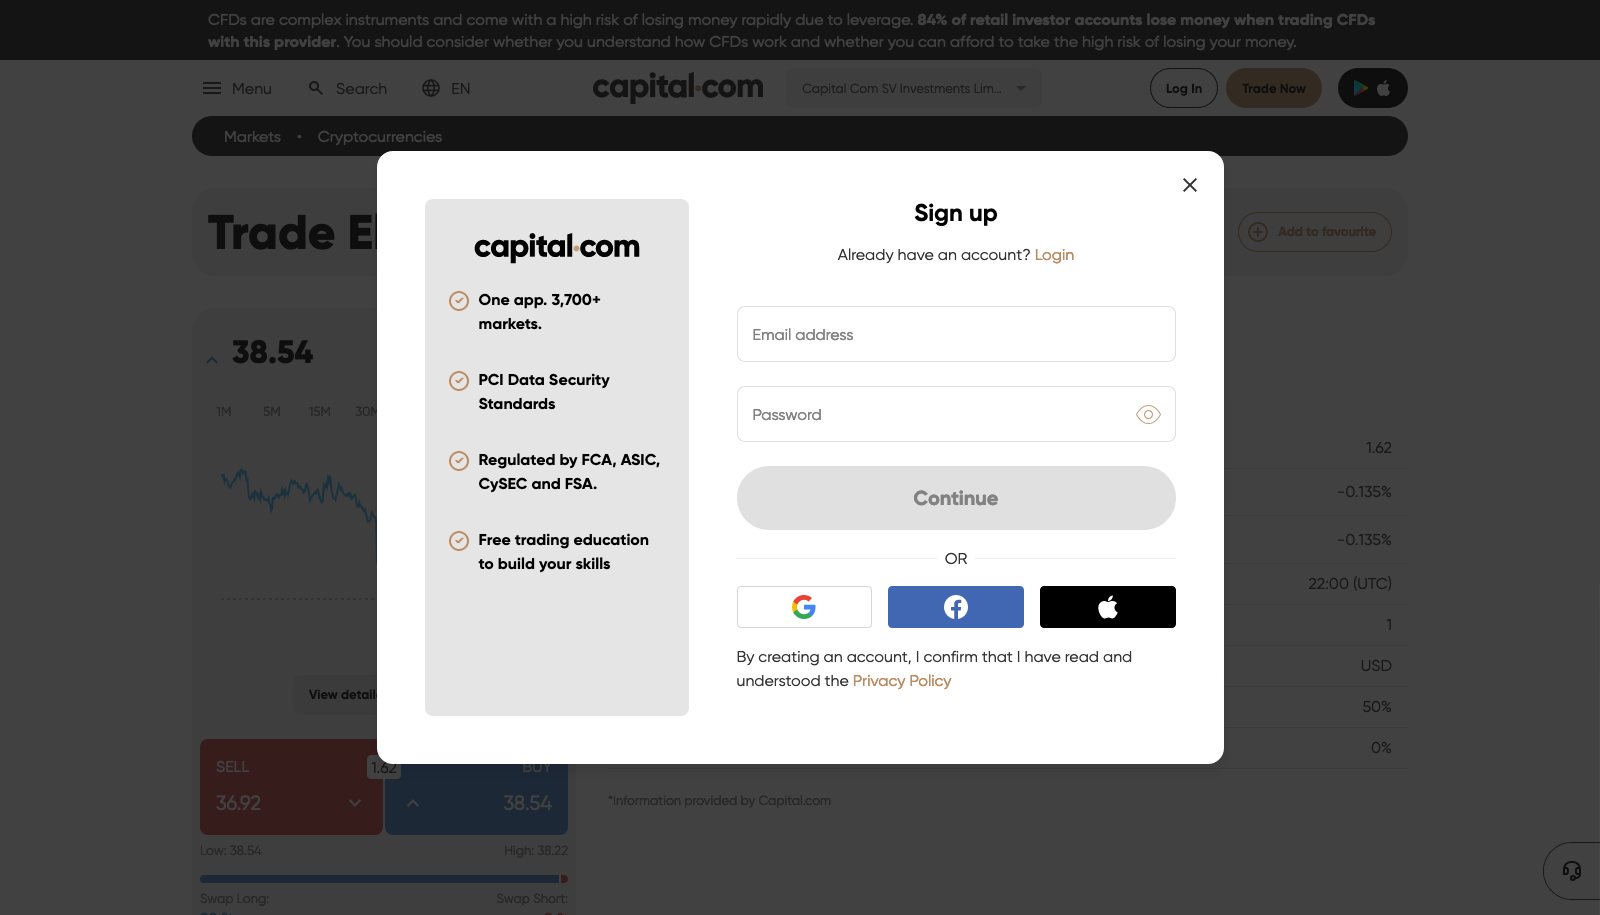 CFDs are complex instruments and come with a high risk of losing money rapidly due to leverage. 84% of retail investor accounts lose money when trading CFDs
with this provider. You should consider whether you understand how CFDs work and whether you can afford to take the high risk of losing your money.
Menu Search EN capital.com Capital Com SV Investments Lim... Log In Trade Now
Markets • Cryptocurrencies
Trade
Add to favourite
38.54
1M 5M 15M 30M
View
SELL
36.92
1.62
BUY
38.54
Low: 38.54 High: 38.22
Swap Long: Swap Short:
capital.com
One app. 3,700+
markets.
PCI Data Security
Standards
Regulated by FCA, ASIC,
CySEC and FSA.
Free trading education
to build your skills
Sign up
Already have an account? Login
Email address
Password
Continue
OR
By creating an account, I confirm that I have read and
understood the Privacy Policy
1.62
-0.135%
-0.135%
22:00 (UTC)
1
USD
50%
0%
*Information provided by Capital.com